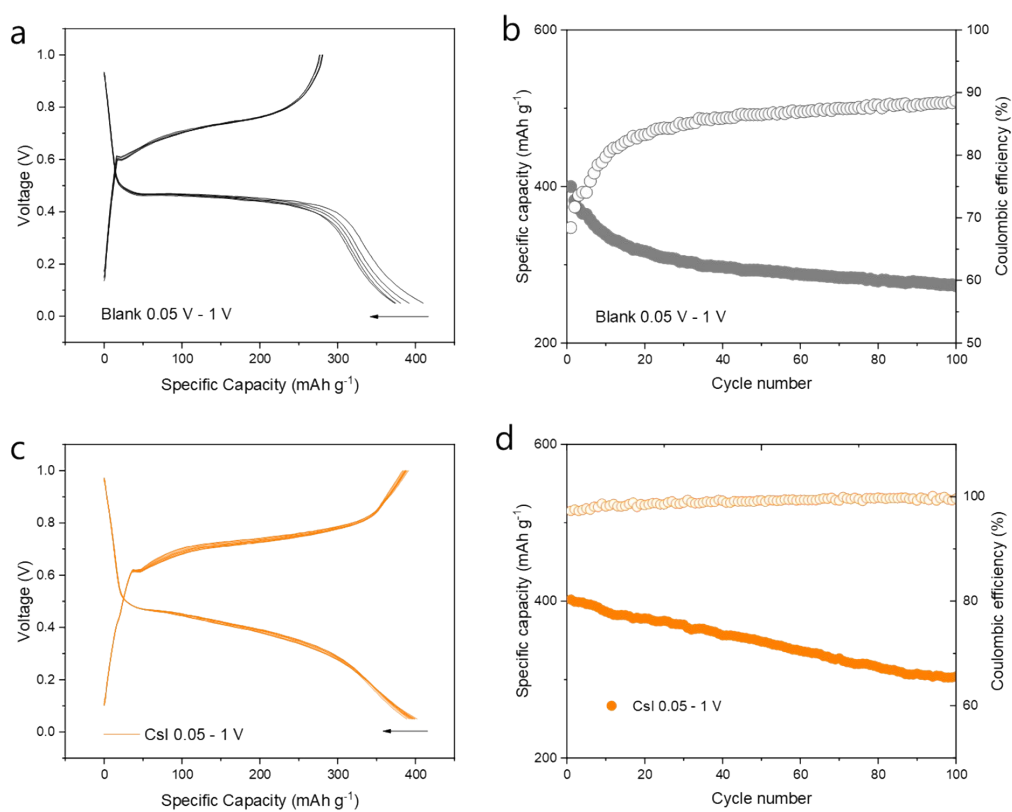 a
1.0
0.8
0.6
0.4
0.2
0.0
Voltage (V)
Blank 0.05 V - 1 V
0
100
200
300
400
Specific Capacity (mAh g⁻¹)
b
600
400
200
Specific capacity (mAh g⁻¹)
100
90
80
70
60
50
Coulombic efficiency (%)
Blank 0.05 V - 1 V
0
20
40
60
80
100
Cycle number
c
1.0
0.8
0.6
0.4
0.2
0.0
Voltage (V)
CsI 0.05 - 1 V
0
100
200
300
400
Specific Capacity (mAh g⁻¹)
d
600
400
200
Specific capacity (mAh g⁻¹)
100
80
60
Coulombic efficiency (%)
CsI 0.05 - 1 V
0
20
40
60
80
100
Cycle number